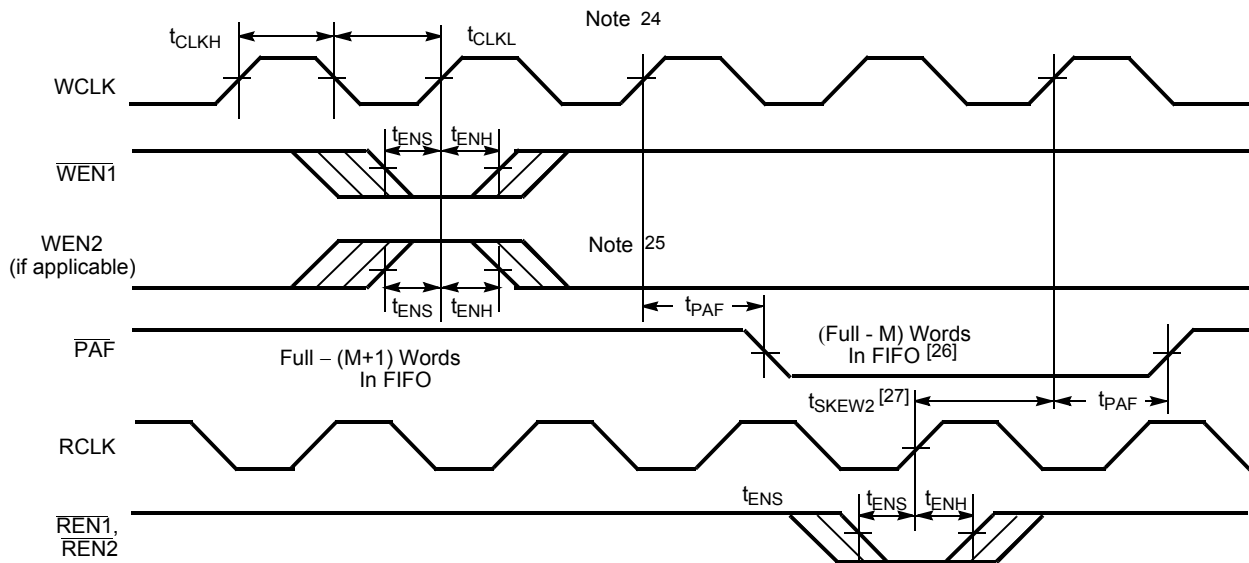 Note 24
tCLKH
tCLKL
WCLK
tENS
tENH
WEN1
WEN2
(if applicable)
Note 25
tENS
tENH
tPAF
PAF
Full – (M+1) Words
In FIFO
(Full - M) Words
In FIFO [26]
tSKEW2 [27]
tPAF
RCLK
tENS
tENS
tENH
REN1,
REN2